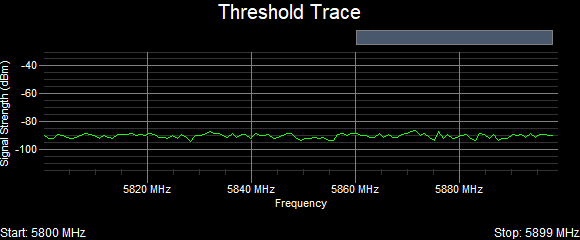 Threshold Trace
Signal Strength (dBm)
-40
-60
-80
-100
5820 MHz 5840 MHz 5860 MHz 5880 MHz
Frequency
Start: 5800 MHz Stop: 5899 MHz